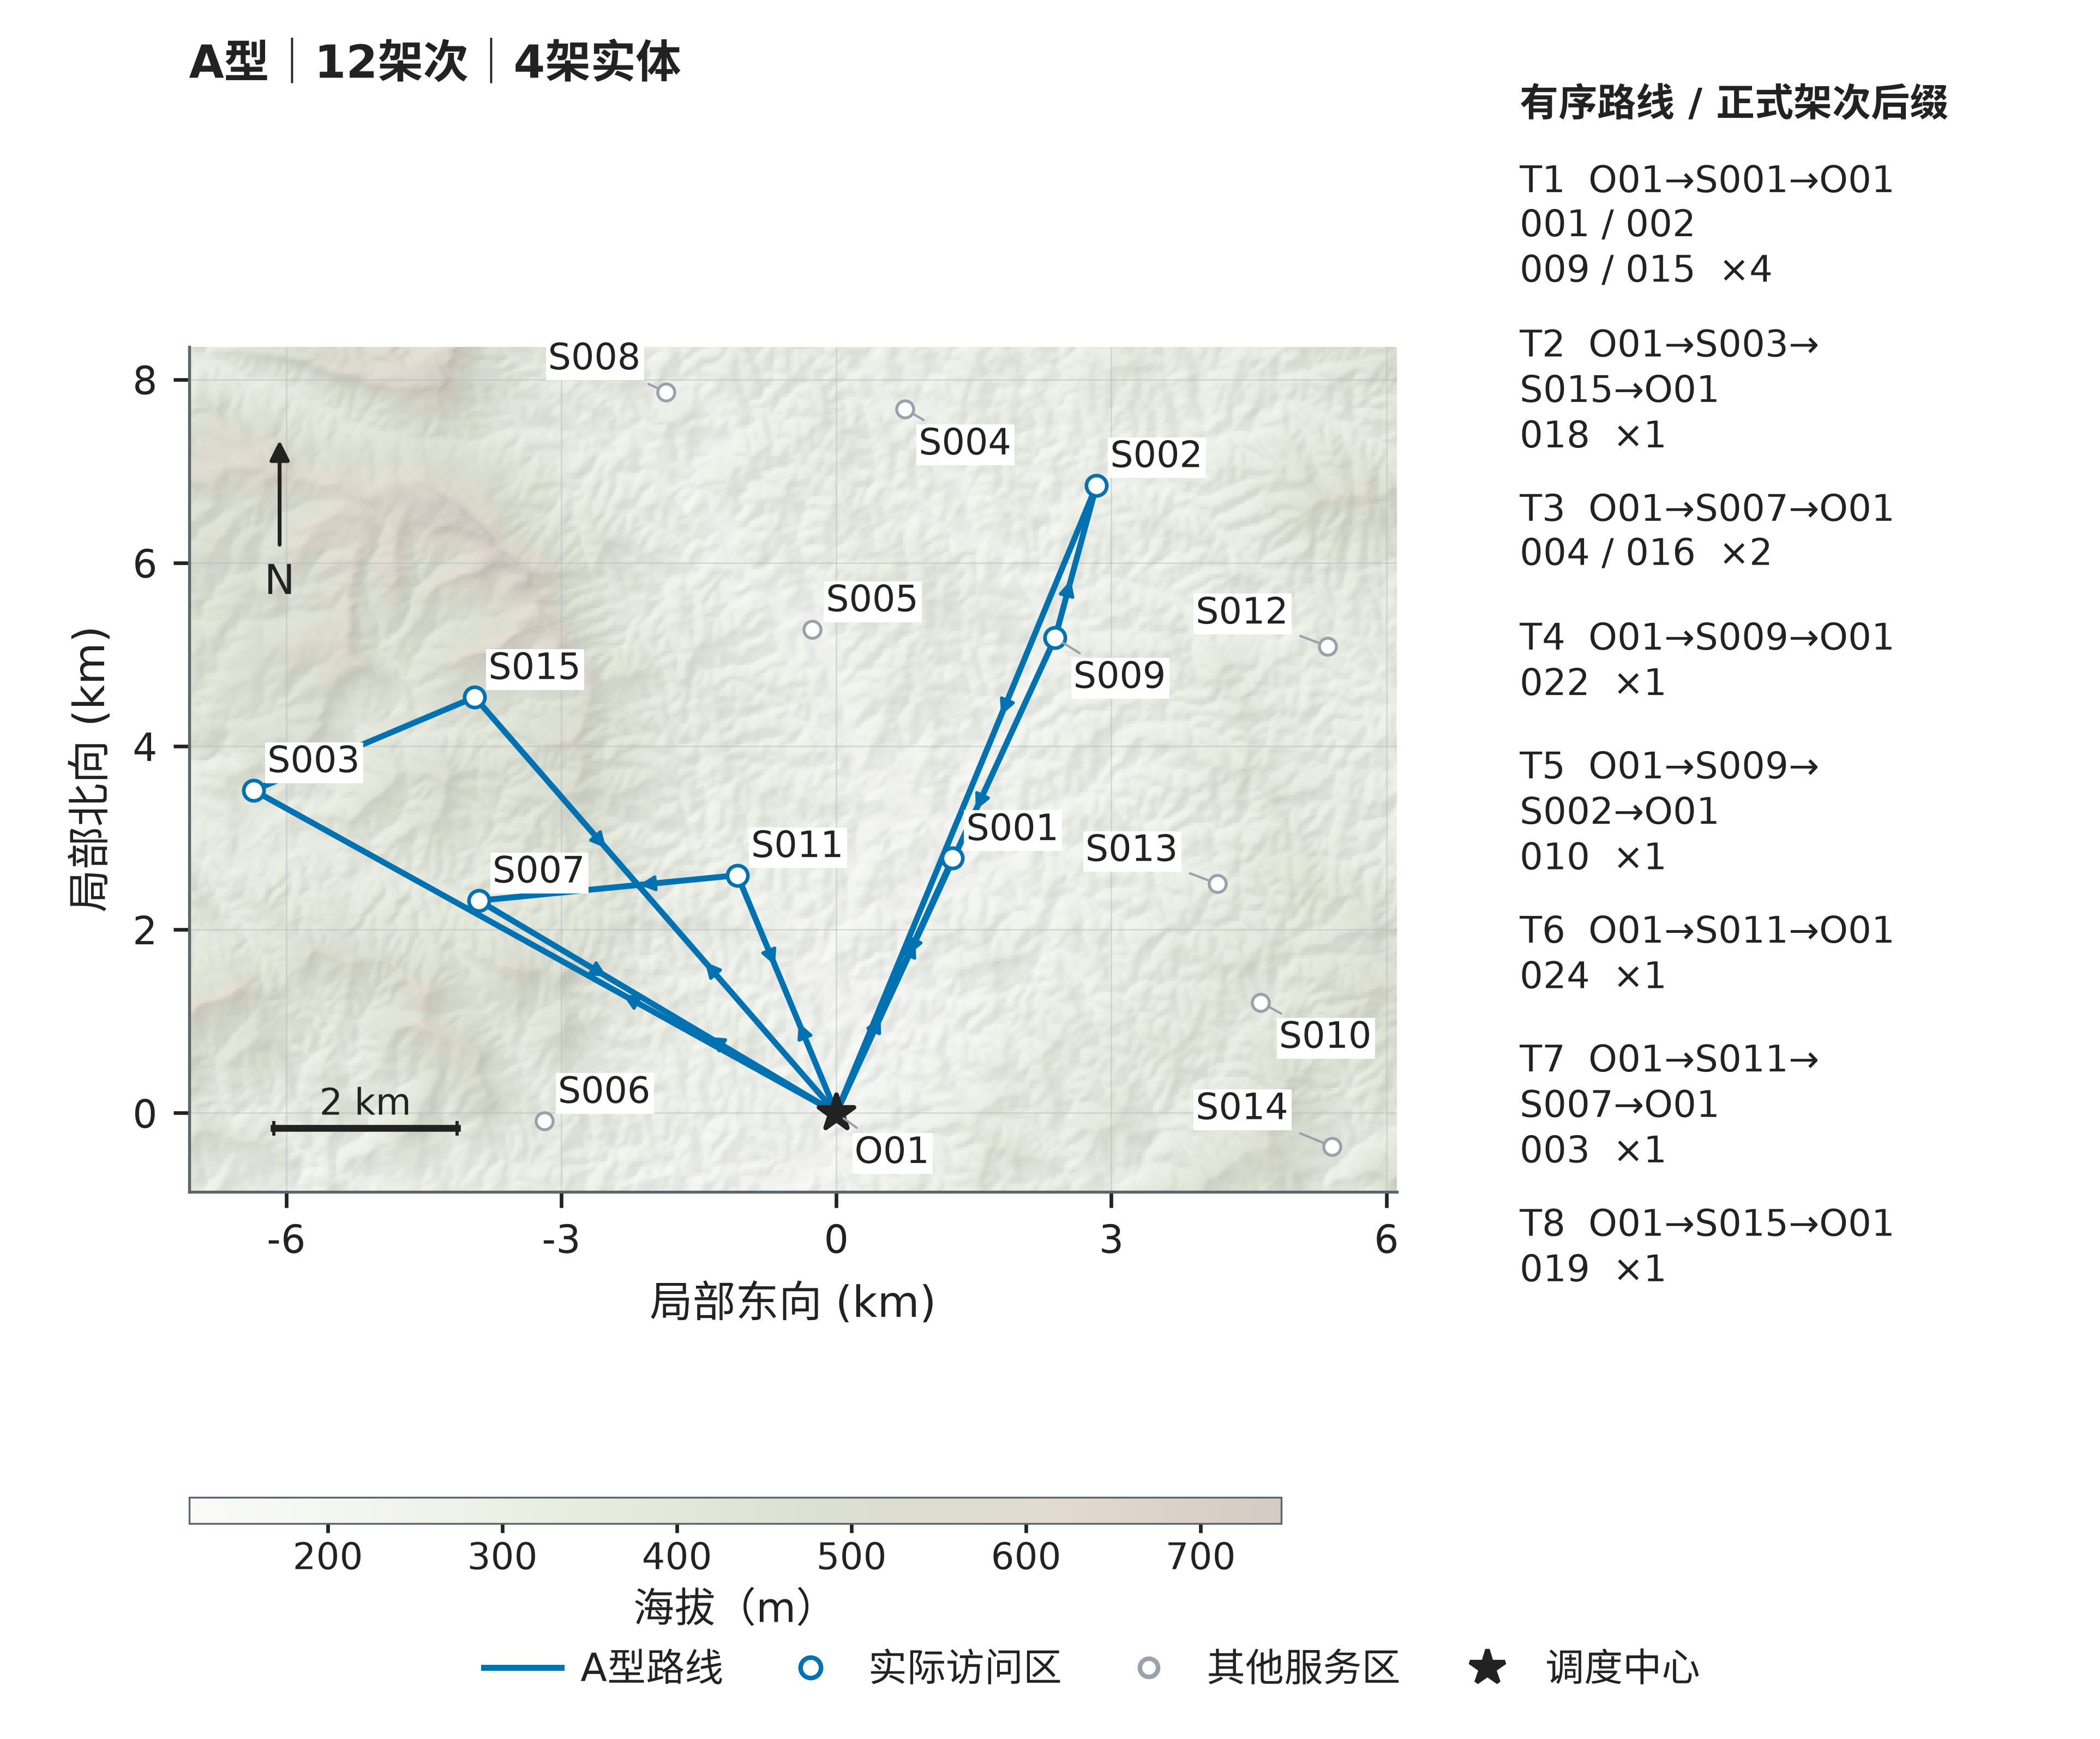 A型｜12架次｜4架实体
有序路线 / 正式架次后缀
T1 O01→S001→O01
001 / 002
009 / 015 ×4
T2 O01→S003→
S015→O01
018 ×1
T3 O01→S007→O01
004 / 016 ×2
T4 O01→S009→O01
022 ×1
T5 O01→S009→
S002→O01
010 ×1
T6 O01→S011→O01
024 ×1
T7 O01→S011→
S007→O01
003 ×1
T8 O01→S015→O01
019 ×1
S008
S004
S002
N
S005
S012
S015
S009
S003
S001
S011
S013
S007
S010
S006
2 km
S014
O01
8
6
4
2
0
局部北向 (km)
-6
-3
0
3
6
局部东向 (km)
200
300
400
500
600
700
海拔（m）
A型路线
实际访问区
其他服务区
调度中心